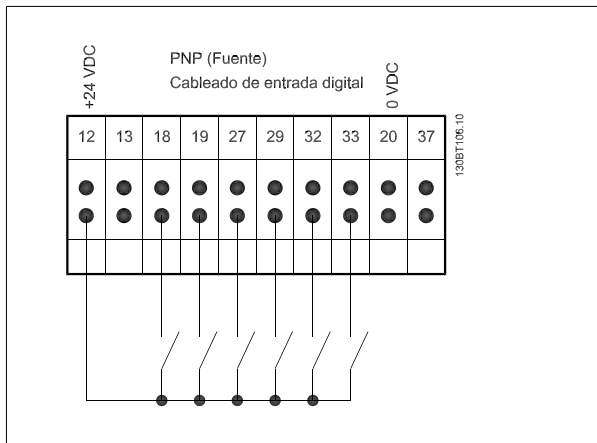 +24 VDC
PNP (Fuente)
Cableado de entrada digital
0 VDC
12 13 18 19 27 29 32 33 20 37
130BT106.10